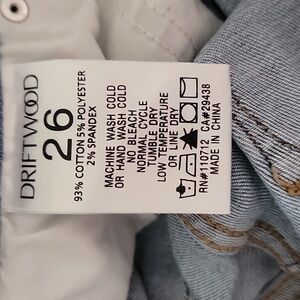 DRIFTWOOD
26
93% COTTON 5% POLYESTER
2% SPANDEX
MACHINE WASH COLD
OR HAND WASH COLD
NO BLEACH
NORMAL CYCLE
TUMBLE DRY
LOW TEMPERATURE
OR LINE DRY
RN#110712 CA#29438
MADE IN CHINA